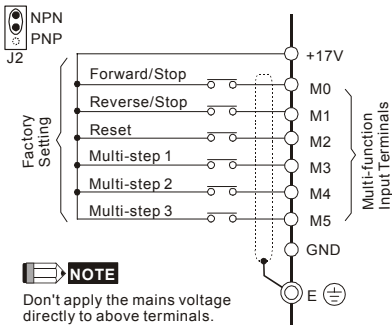 NPN
PNP
J2
+17V
Forward/Stop
M0
Reverse/Stop
M1
Reset
M2
Multi-step 1
M3
Multi-step 2
M4
Multi-step 3
M5
Factory
Setting
Multi-function
Input Terminals
GND
E
NOTE
Don't apply the mains voltage
directly to above terminals.